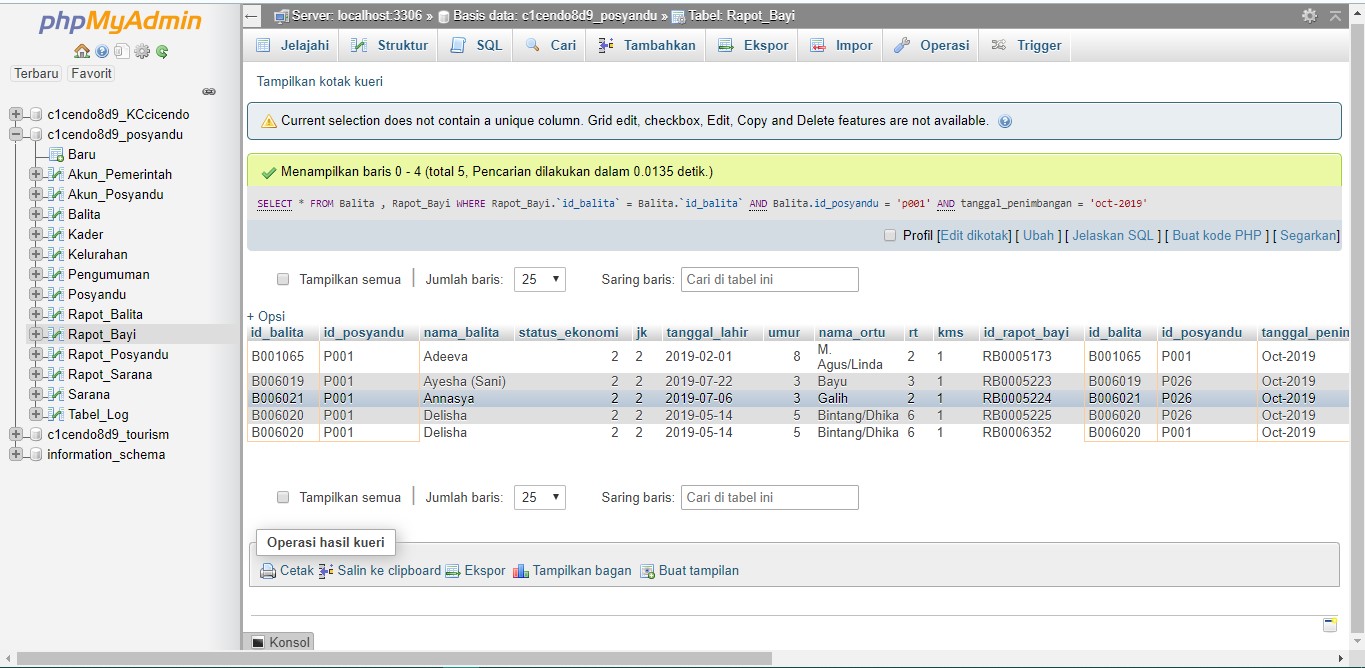 phpMyAdmin
Terbaru Favorit
c1cendo8d9_KCcicendo
c1cendo8d9_posyandu
Baru
Akun_Pemerintah
Akun_Posyandu
Balita
Kader
Kelurahan
Pengumuman
Posyandu
Rapot_Balita
Rapot_Bayi
Rapot_Posyandu
Rapot_Sarana
Sarana
Tabel_Log
c1cendo8d9_tourism
information_schema
Server: localhost:3306 » Basis data: c1cendo8d9_posyandu » Tabel: Rapot_Bayi
Jelajahi Struktur SQL Cari Tambahkan Ekspor Impor Operasi Trigger
Tampilkan kotak kueri
Current selection does not contain a unique column. Grid edit, checkbox, Edit, Copy and Delete features are not available.
Menampilkan baris 0 - 4 (total 5, Pencarian dilakukan dalam 0.0135 detik.)
SELECT * FROM Balita , Rapot_Bayi WHERE Rapot_Bayi.`id_balita` = Balita.`id_balita` AND Balita.id_posyandu = 'p001' AND tanggal_penimbangan = 'oct-2019'
Profil [Edit dikotak] [ Ubah ] [ Jelaskan SQL ] [ Buat kode PHP ] [ Segarkan]
Tampilkan semua Jumlah baris: 25 Saring baris: Cari di tabel ini
+ Opsi
id_balita id_posyandu nama_balita status_ekonomi jk tanggal_lahir umur nama_ortu rt kms id_rapot_bayi id_balita id_posyandu tanggal_penim
B001065 P001 Adeeva 2 2 2019-02-01 8 M. Agus/Linda 2 1 RB0005173 B001065 P001 Oct-2019
B006019 P001 Ayesha (Sani) 2 2 2019-07-22 3 Bayu 3 1 RB0005223 B006019 P026 Oct-2019
B006021 P001 Annasya 2 2 2019-07-06 3 Galih 2 1 RB0005224 B006021 P026 Oct-2019
B006020 P001 Delisha 2 2 2019-05-14 5 Bintang/Dhika 6 1 RB0005225 B006020 P026 Oct-2019
B006020 P001 Delisha 2 2 2019-05-14 5 Bintang/Dhika 6 1 RB0006352 B006020 P001 Oct-2019
Tampilkan semua Jumlah baris: 25 Saring baris: Cari di tabel ini
Operasi hasil kueri
Cetak Salin ke clipboard Ekspor Tampilkan bagan Buat tampilan
Konsol